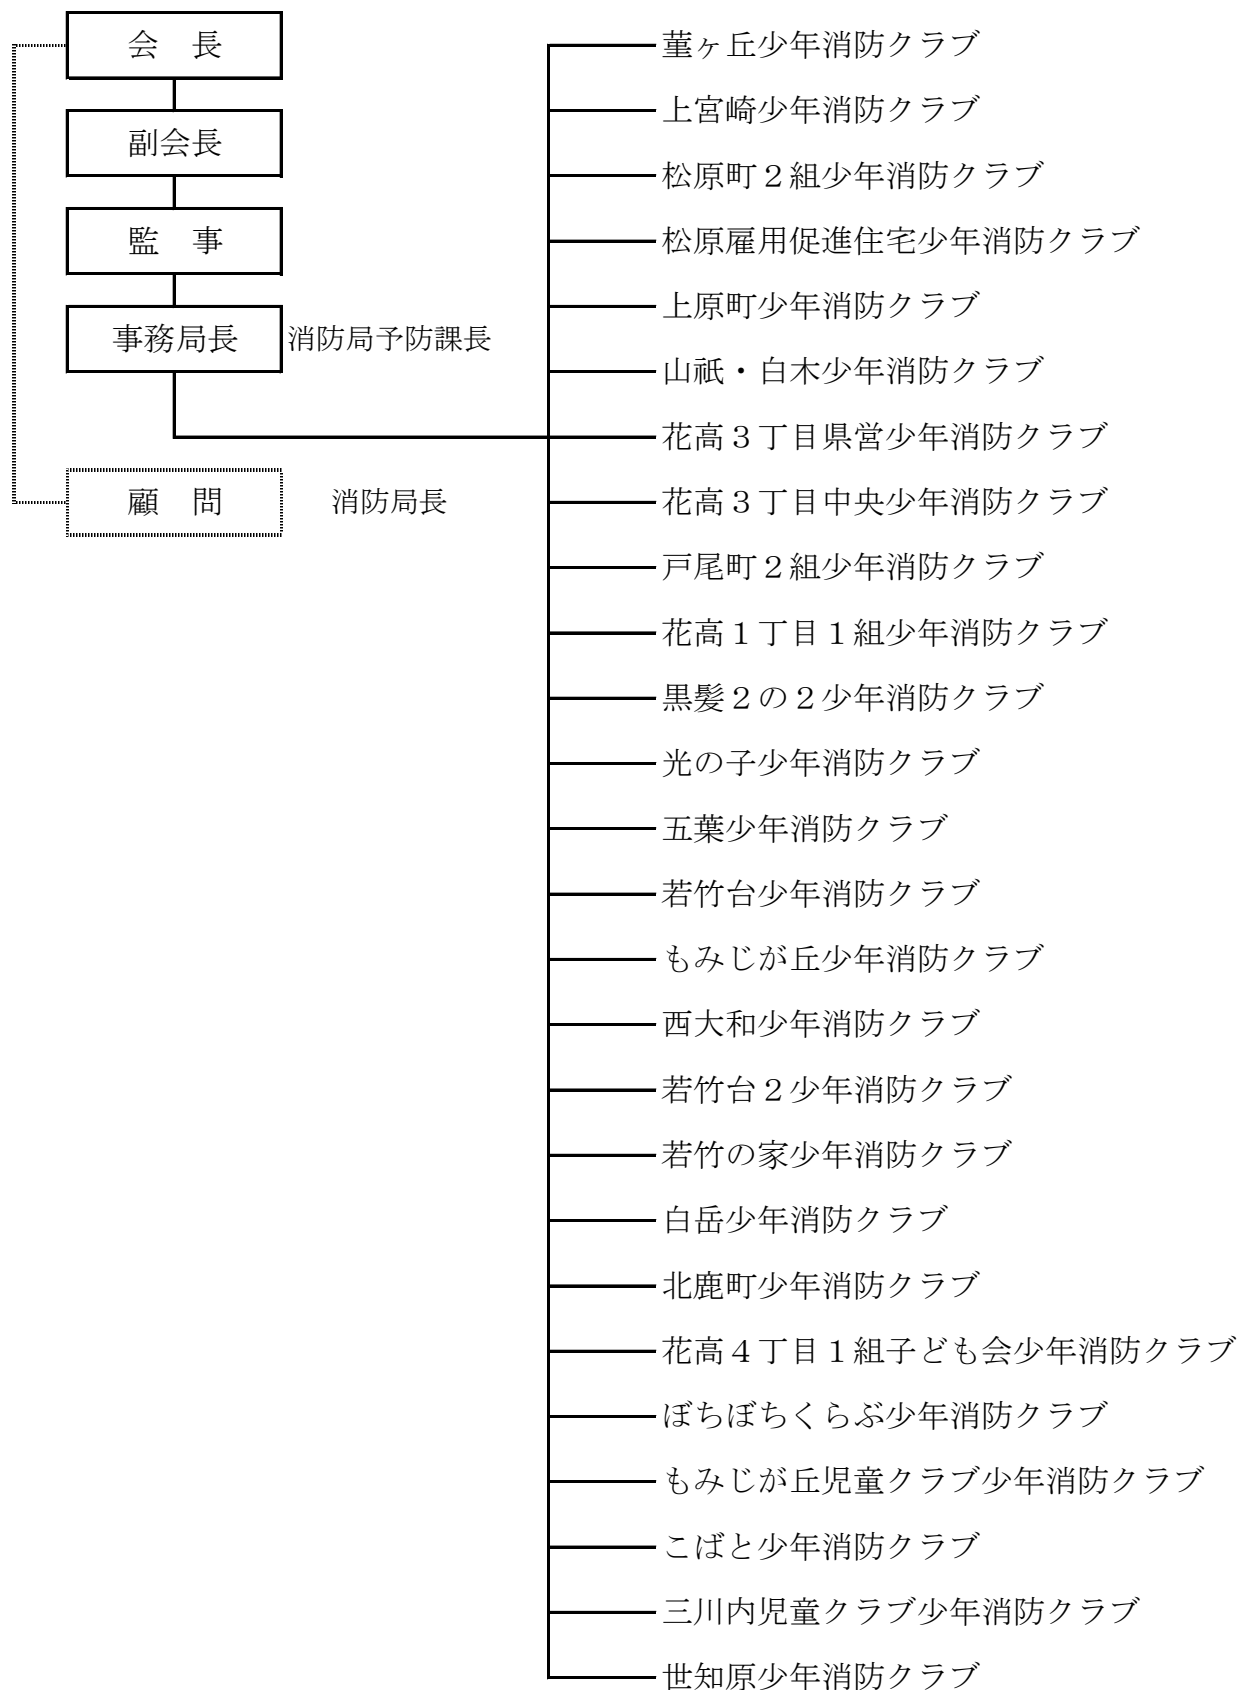 会　長
副会長
監　事
事務局長　消防局予防課長
顧　問　消防局長
菫ヶ丘少年消防クラブ
上宮崎少年消防クラブ
松原町２組少年消防クラブ
松原雇用促進住宅少年消防クラブ
上原町少年消防クラブ
山祇・白木少年消防クラブ
花高３丁目県営少年消防クラブ
花高３丁目中央少年消防クラブ
戸尾町２組少年消防クラブ
花高１丁目１組少年消防クラブ
黒髪２の２少年消防クラブ
光の子少年消防クラブ
五葉少年消防クラブ
若竹台少年消防クラブ
もみじが丘少年消防クラブ
西大和少年消防クラブ
若竹台２少年消防クラブ
若竹の家少年消防クラブ
白岳少年消防クラブ
北鹿町少年消防クラブ
花高４丁目１組子ども会少年消防クラブ
ぼちぼちくらぶ少年消防クラブ
もみじが丘児童クラブ少年消防クラブ
こばと少年消防クラブ
三川内児童クラブ少年消防クラブ
世知原少年消防クラブ